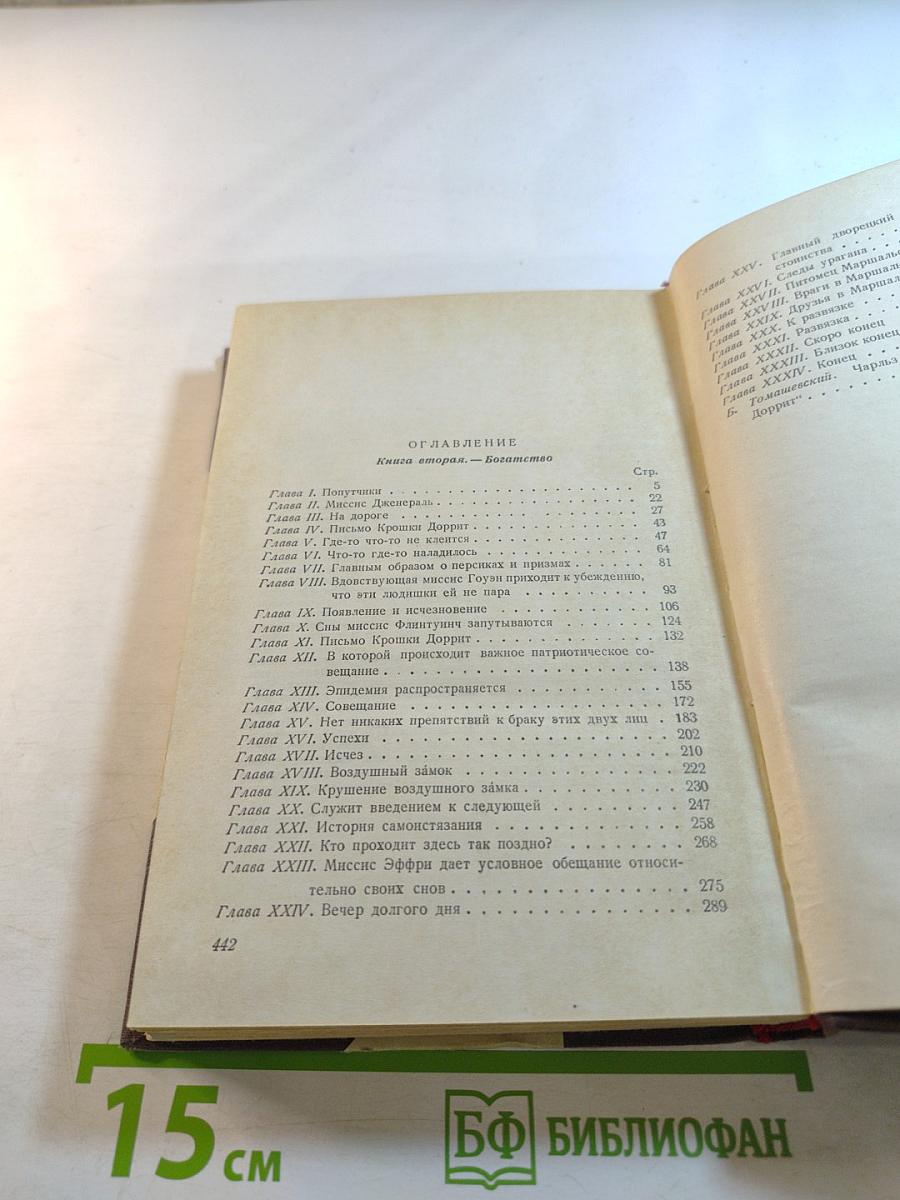 ОГЛАВЛЕНИЕ
Книга вторая. — Богатство
Стр.
Глава I. Попутчики . . . . . . . . . . . . . . . . . . . . 5
Глава II. Миссис Дженераль . . . . . . . . . . . . . . . 22
Глава III. На дороге . . . . . . . . . . . . . . . . . . 27
Глава IV. Письмо Крошки Доррит . . . . . . . . . . . . . 43
Глава V. Где-то что-то не клеится . . . . . . . . . . . . 47
Глава VI. Что-то где-то наладилось . . . . . . . . . . . 64
Глава VII. Главным образом о персиках и призмах . . . . . . 81
Глава VIII. Вдовствующая миссис Гоуэн приходит к убеждению,
что эти людишки ей не пара . . . . . . . . . . 93
Глава IX. Появление и исчезновение . . . . . . . . . . . 106
Глава X. Сны миссис Флинтуинч запутываются . . . . . . . 124
Глава XI. Письмо Крошки Доррит . . . . . . . . . . . . . 132
Глава XII. В которой происходит важное патриотическое со-
вещание . . . . . . . . . . . . . . . . . . . 138
Глава XIII. Эпидемия распространяется . . . . . . . . . . 155
Глава XIV. Совещание . . . . . . . . . . . . . . . . . . 172
Глава XV. Нет никаких препятствий к браку этих двух лиц . 183
Глава XVI. Успехи . . . . . . . . . . . . . . . . . . . 202
Глава XVII. Исчез . . . . . . . . . . . . . . . . . . . . 210
Глава XVIII. Воздушный за́мок . . . . . . . . . . . . . . 222
Глава XIX. Крушение воздушного за́мка . . . . . . . . . . 230
Глава XX. Служит введением к следующей . . . . . . . . . 247
Глава XXI. История самоистязания . . . . . . . . . . . . 258
Глава XXII. Кто проходит здесь так поздно? . . . . . . . 268
Глава XXIII. Миссис Эффри дает условное обещание относи-
тельно своих снов . . . . . . . . . . . . . . . 275
Глава XXIV. Вечер долгого дня . . . . . . . . . . . . . . 289
442
Глава XXV. Главный дворецкий
стоинства . . . .
Глава XXVI. Следы урагана . . .
Глава XXVII. Питомец Маршальс
Глава XXVIII. Враги в Маршаль
Глава XXIX. Друзья в Маршал
Глава XXX. К развязке . . .
Глава XXXI. Развязка . . . .
Глава XXXII. Скоро конец
Глава XXXIII. Близок конец
Глава XXXIV. Конец . . .
Б. Томашевский. Чарльз
Доррит“ . . . . . .
15 см
БФ БИБЛИОФАН